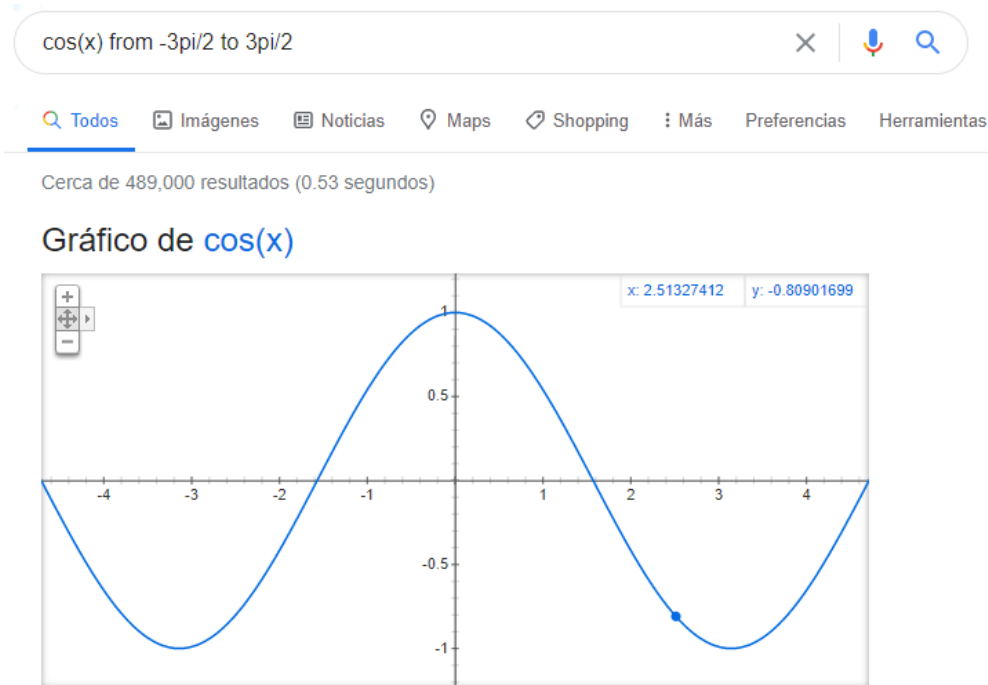 cos(x) from -3pi/2 to 3pi/2
Todos Imágenes Noticias Maps Shopping Más Preferencias Herramientas
Cerca de 489,000 resultados (0.53 segundos)
Gráfico de cos(x)
x: 2.51327412 y: -0.80901699
1
0.5
-4 -3 -2 -1 1 2 3 4
-0.5
-1